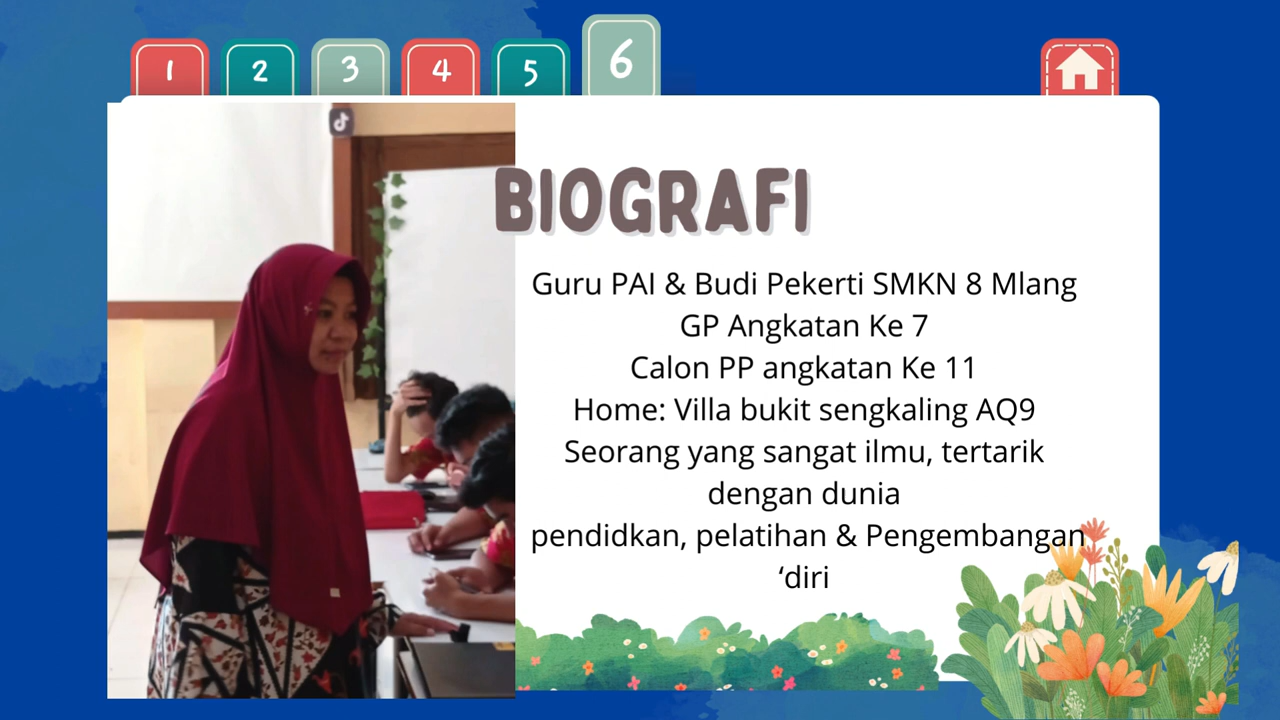 1 2 3 4 5 6
BIOGRAFI
Guru PAI & Budi Pekerti SMKN 8 Mlang
GP Angkatan Ke 7
Calon PP angkatan Ke 11
Home: Villa bukit sengkaling AQ9
Seorang yang sangat ilmu, tertarik
dengan dunia
pendidkan, pelatihan & Pengembangan
‘diri